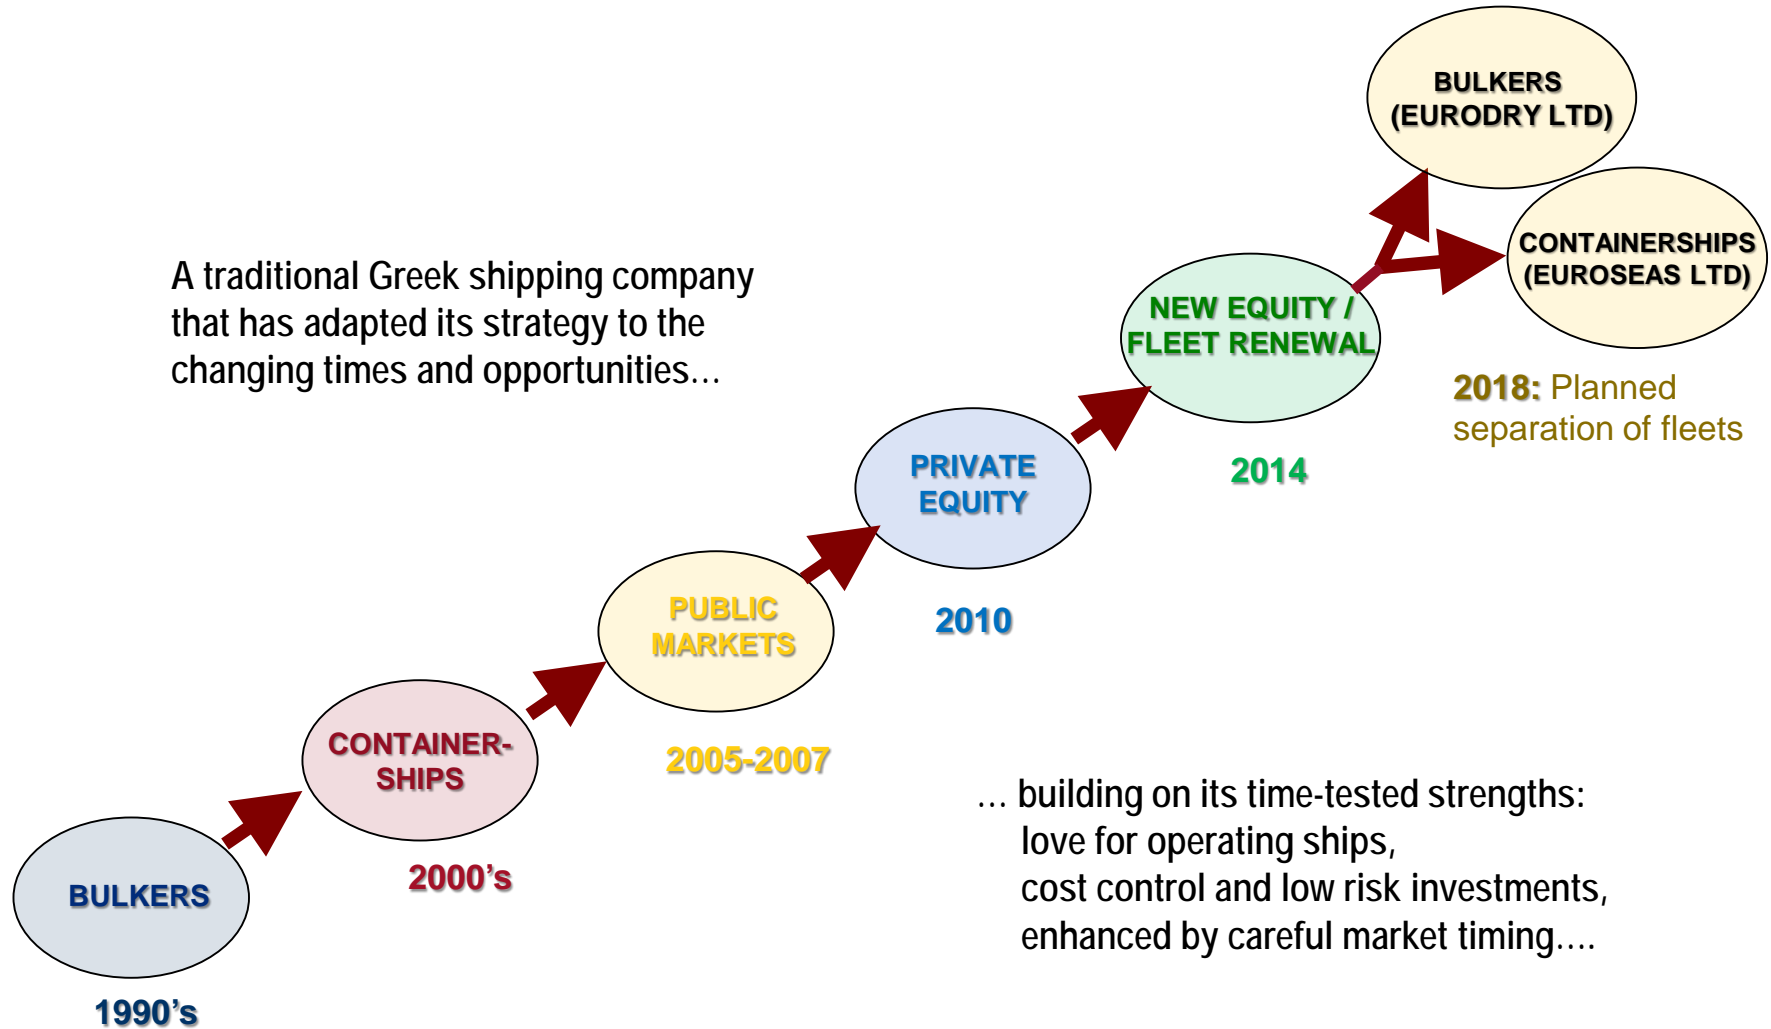 BULKERS
(EURODRY LTD)
CONTAINERSHIPS
(EUROSEAS LTD)
2018: Planned
separation of fleets
A traditional Greek shipping company
that has adapted its strategy to the
changing times and opportunities…
NEW EQUITY /
FLEET RENEWAL
2014
PRIVATE
EQUITY
2010
PUBLIC
MARKETS
2005-2007
CONTAINER-
SHIPS
2000’s
BULKERS
1990’s
… building on its time-tested strengths:
love for operating ships,
cost control and low risk investments,
enhanced by careful market timing….